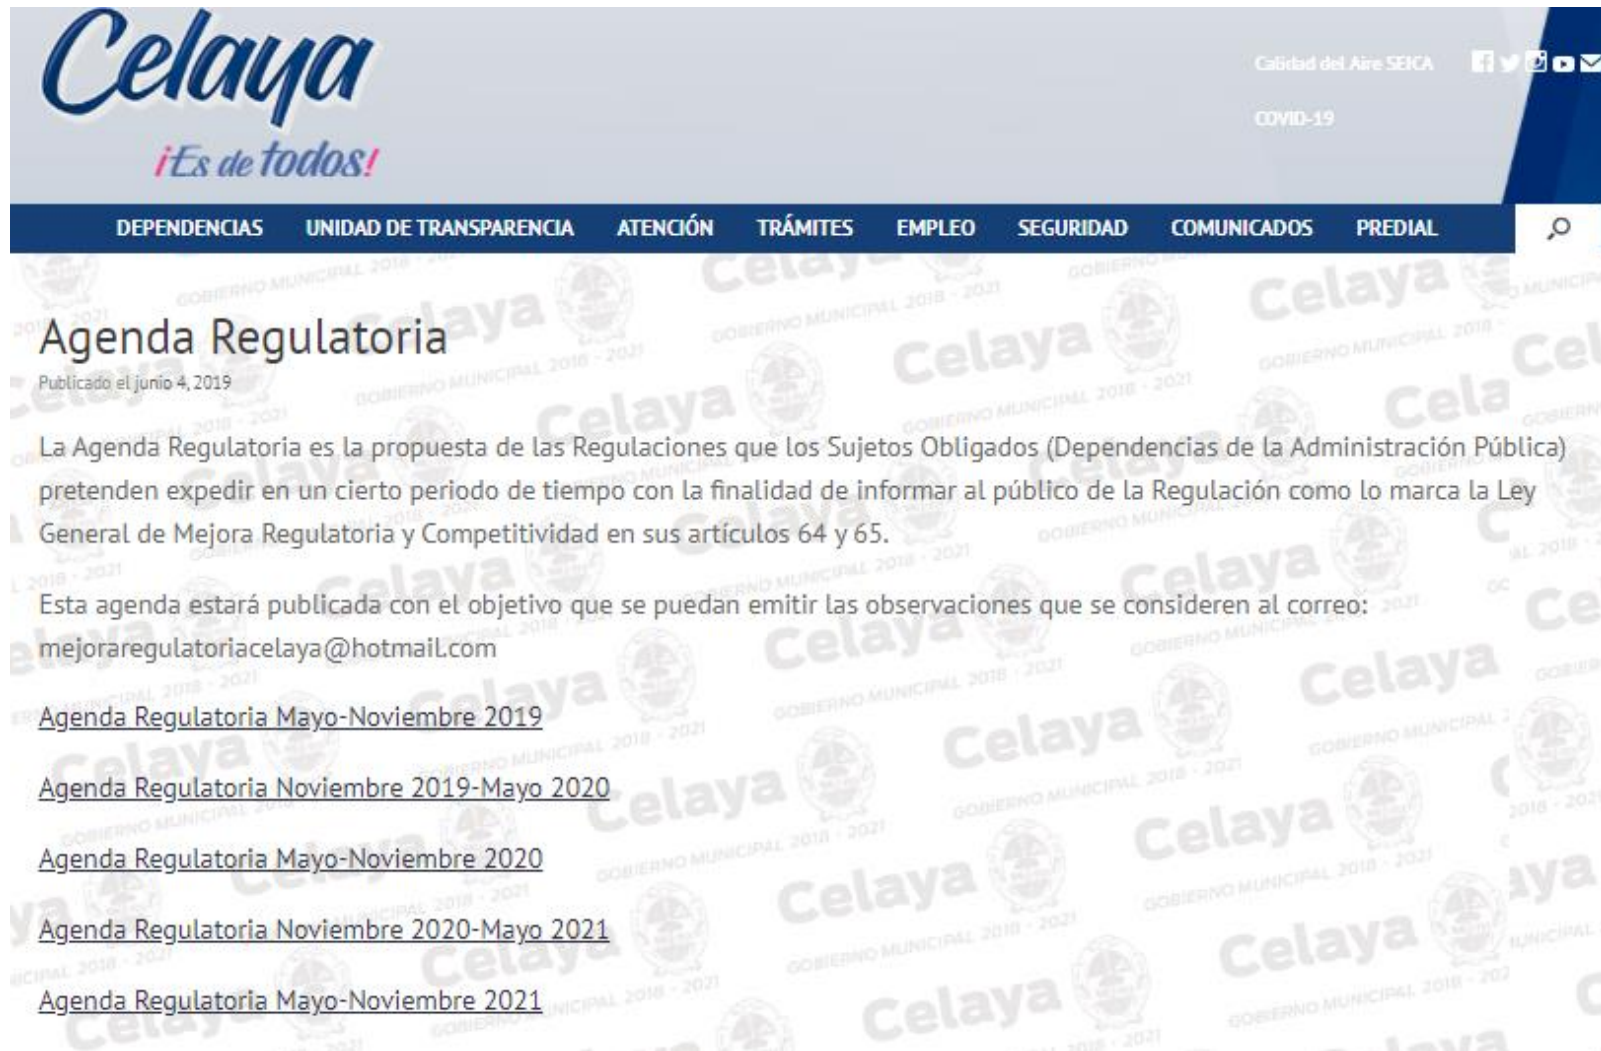 Celaya
¡Es de todos!
Calidad del Aire SEICA
COVID-19
DEPENDENCIAS UNIDAD DE TRANSPARENCIA ATENCIÓN TRÁMITES EMPLEO SEGURIDAD COMUNICADOS PREDIAL
Agenda Regulatoria
Publicado el junio 4, 2019
La Agenda Regulatoria es la propuesta de las Regulaciones que los Sujetos Obligados (Dependencias de la Administración Pública)
pretenden expedir en un cierto periodo de tiempo con la finalidad de informar al público de la Regulación como lo marca la Ley
General de Mejora Regulatoria y Competitividad en sus artículos 64 y 65.
Esta agenda estará publicada con el objetivo que se puedan emitir las observaciones que se consideren al correo:
mejoraregulatoriacelaya@hotmail.com
Agenda Regulatoria Mayo-Noviembre 2019
Agenda Regulatoria Noviembre 2019-Mayo 2020
Agenda Regulatoria Mayo-Noviembre 2020
Agenda Regulatoria Noviembre 2020-Mayo 2021
Agenda Regulatoria Mayo-Noviembre 2021